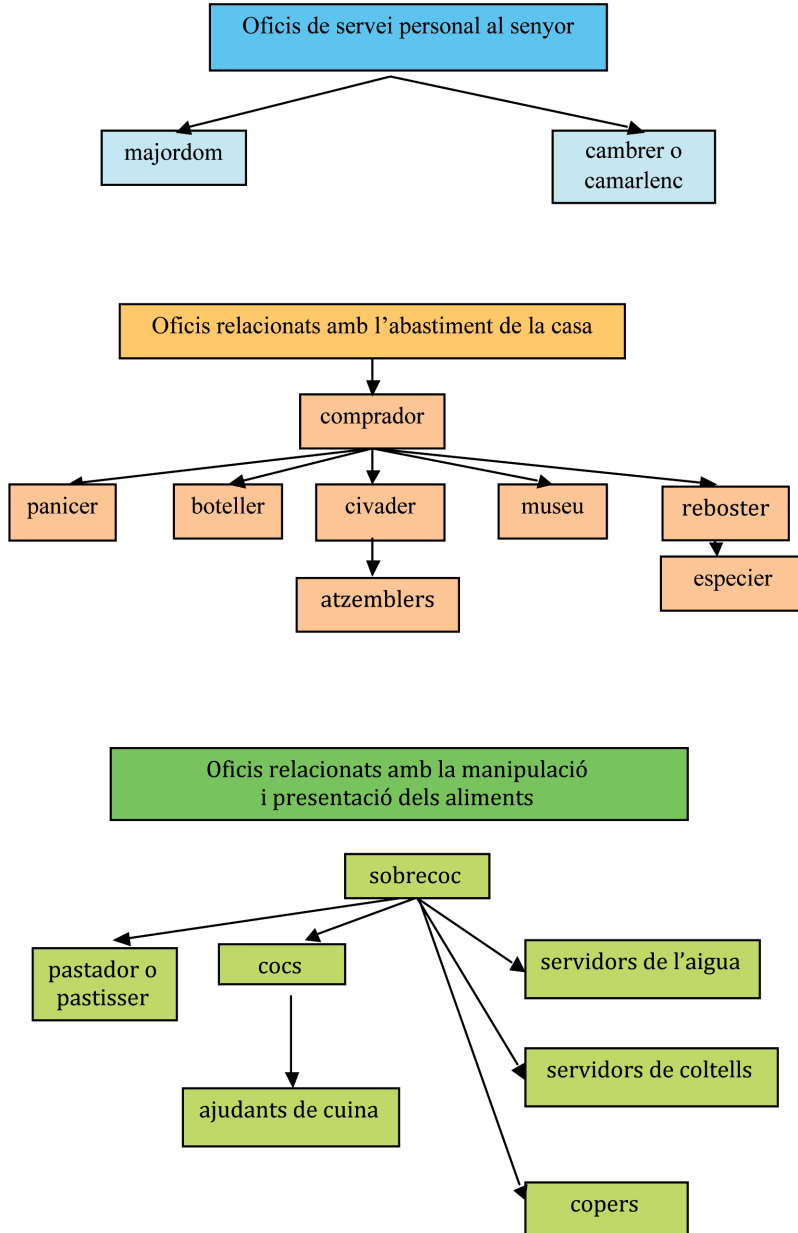 Oficis de servei personal al senyor
majordom
cambrer o
camarlenc
Oficis relacionats amb l’abastiment de la casa
comprador
panicer
boteller
civader
museu
reboster
atzemblers
especier
Oficis relacionats amb la manipulació
i presentació dels aliments
sobrecoc
pastador o
pastisser
cocs
servidors de l’aigua
ajudants de cuina
servidors de coltells
copers